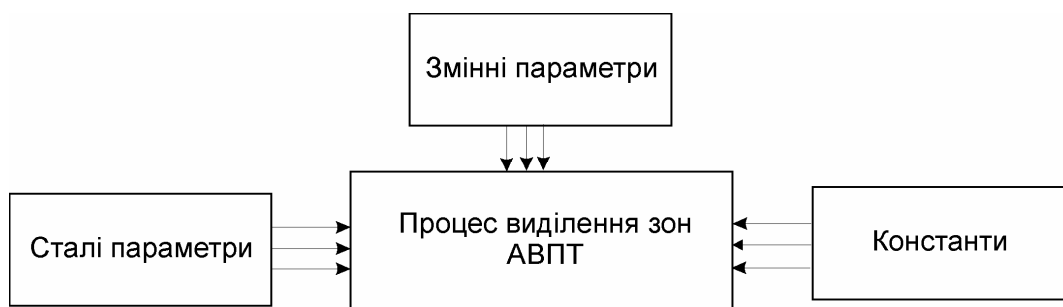 Змінні параметри
Сталі параметри
Процес виділення зон
АВПТ
Константи